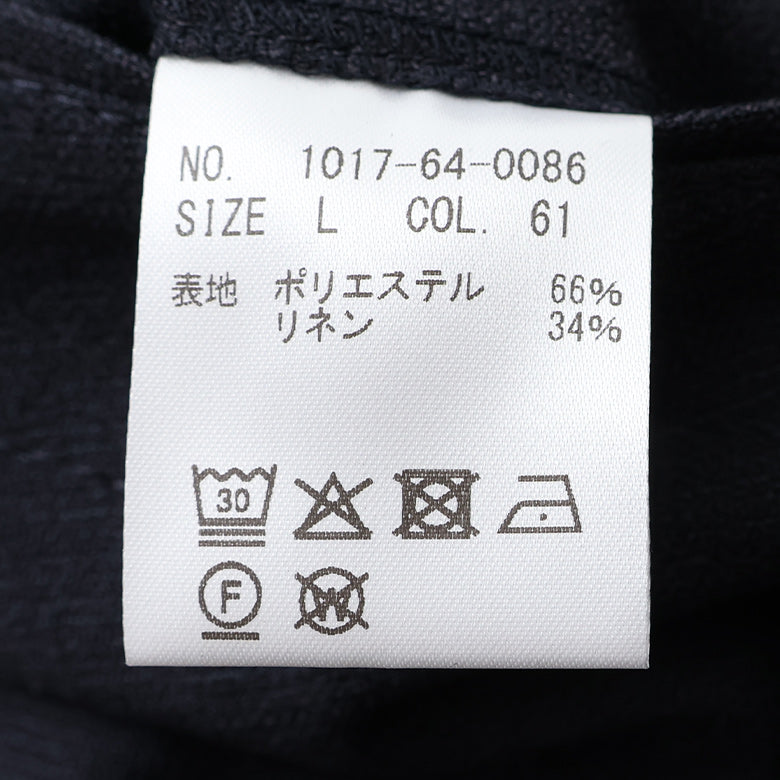 NO. 1017-64-0086
SIZE L COL. 61
表地 ポリエステル 66%
リネン 34%
30
F W